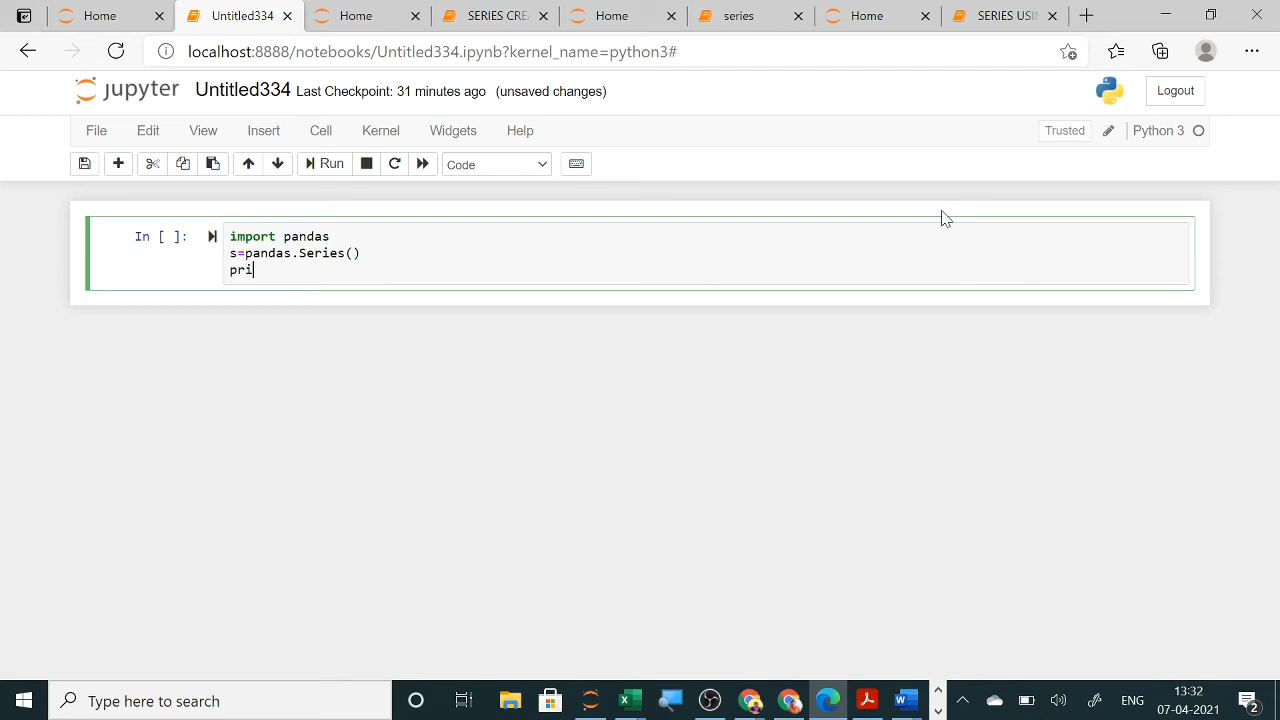 Home
Untitled334
Home
SERIES CRE
Home
series
Home
SERIES USI
localhost:8888/notebooks/Untitled334.ipynb?kernel_name=python3#
jupyter Untitled334 Last Checkpoint: 31 minutes ago (unsaved changes)
Logout
File Edit View Insert Cell Kernel Widgets Help
Trusted Python 3
Run Code
In [ ]: import pandas
s=pandas.Series()
pri
Type here to search
ENG
13:32
07-04-2021
2